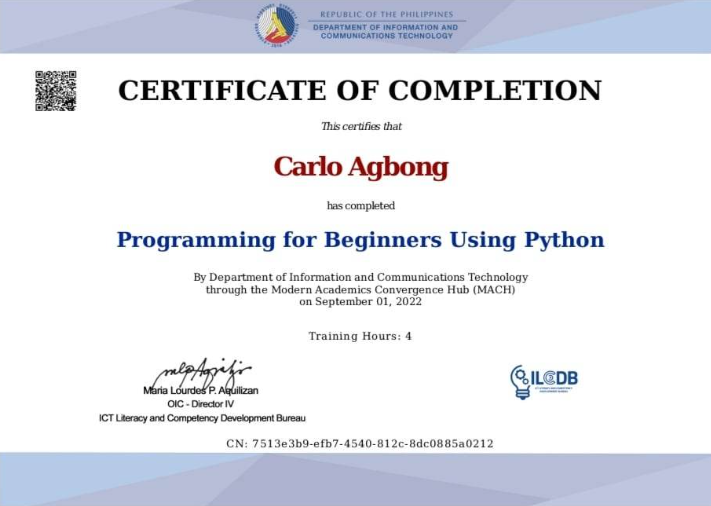 REPUBLIC OF THE PHILIPPINES
DEPARTMENT OF INFORMATION AND
COMMUNICATIONS TECHNOLOGY
CERTIFICATE OF COMPLETION
This certifies that
Carlo Agbong
has completed
Programming for Beginners Using Python
By Department of Information and Communications Technology
through the Modern Academics Convergence Hub (MACH)
on September 01, 2022
Training Hours: 4
Maria Lourdes P. Aquilizan
OIC - Director IV
ICT Literacy and Competency Development Bureau
ILCDB
CN: 7513e3b9-efb7-4540-812c-8dc0885a0212